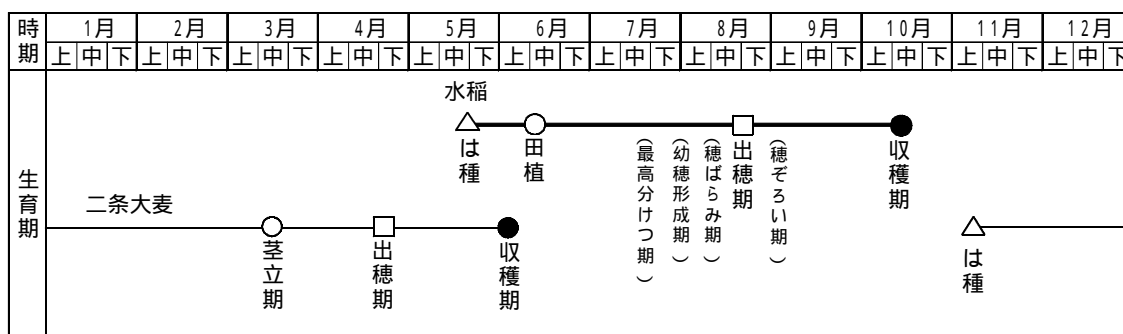 時期 1月 2月 3月 4月 5月 6月 7月 8月 9月 10月 11月 12月
上 中 下 上 中 下 上 中 下 上 中 下 上 中 下 上 中 下 上 中 下 上 中 下 上 中 下 上 中 下 上 中 下 上 中 下
生育期
水稲
は種
田植
(最高分けつ期)
(幼穂形成期)
(穂ばらみ期)
出穂期
(穂ぞろい期)
収穫期
二条大麦
茎立期
出穂期
収穫期
は種